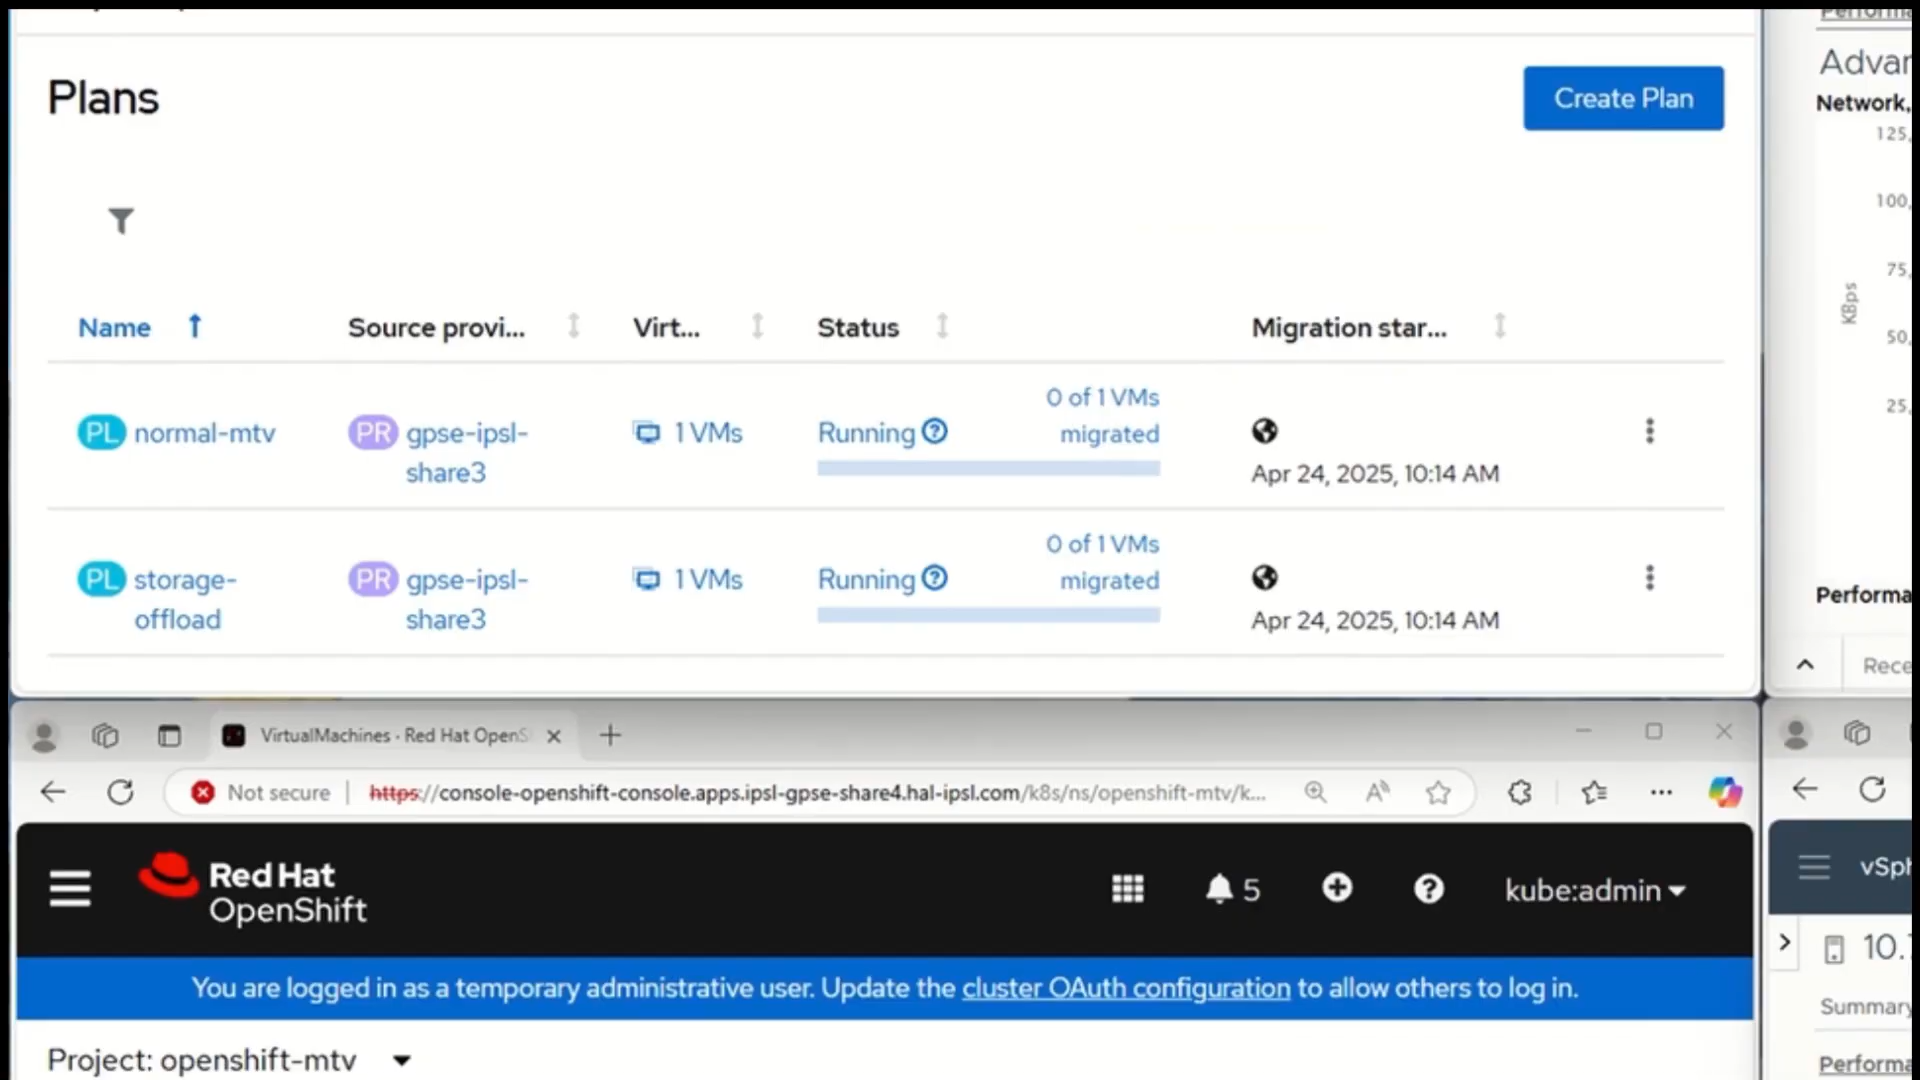 Plans
Create Plan
Name
Source provi...
Virt...
Status
Migration star...
PL normal-mtv
PR gpse-ipsl-
share3
1 VMs
Running
0 of 1 VMs
migrated
Apr 24, 2025, 10:14 AM
PL storage-
offload
PR gpse-ipsl-
share3
1 VMs
Running
0 of 1 VMs
migrated
Apr 24, 2025, 10:14 AM
Network,
125,
100,
75,
50,
25,
KBps
VirtualMachines - Red Hat OpenS
Not secure
https://console-openshift-console.apps.ipsl-gpse-share4.hal-ipsl.com/k8s/ns/openshift-mtv/k...
Red Hat
OpenShift
5
kube:admin
You are logged in as a temporary administrative user. Update the cluster OAuth configuration to allow others to log in.
Project: openshift-mtv
10.
Summary